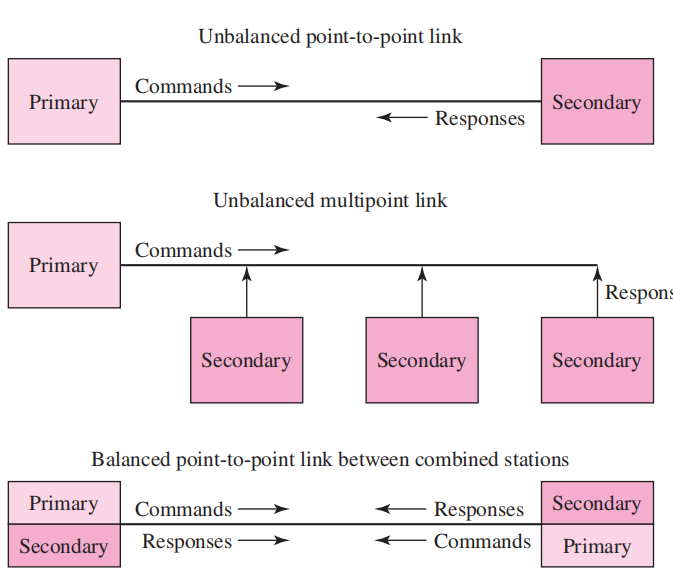 Unbalanced point-to-point link
Primary
Commands
Responses
Secondary
Unbalanced multipoint link
Primary
Commands
Respons
Secondary
Secondary
Secondary
Balanced point-to-point link between combined stations
Primary
Commands
Responses
Secondary
Secondary
Responses
Commands
Primary